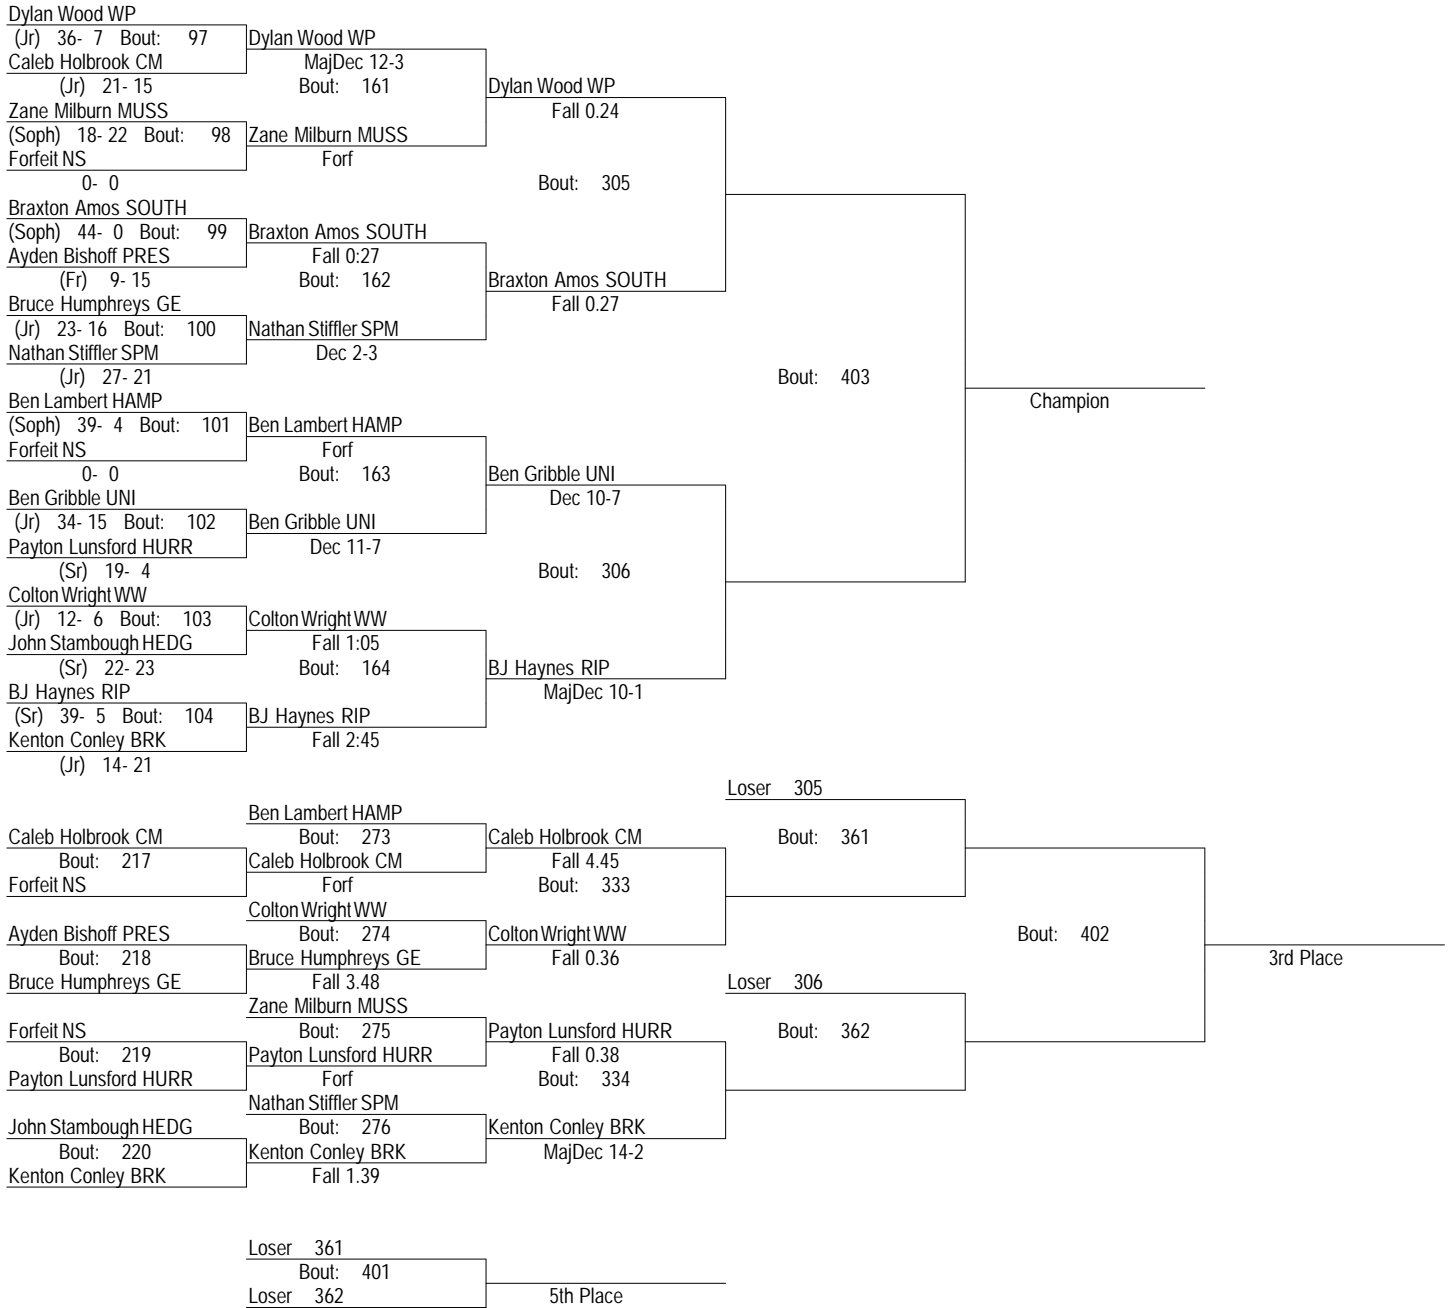 Dylan Wood WP
(Jr) 36- 7 Bout: 97 Dylan Wood WP
Caleb Holbrook CM MajDec 12-3
(Jr) 21- 15 Bout: 161 Dylan Wood WP
Zane Milburn MUSS Fall 0.24
(Soph) 18- 22 Bout: 98 Zane Milburn MUSS
Forfeit NS Forf
0- 0 Bout: 305
Braxton Amos SOUTH
(Soph) 44- 0 Bout: 99 Braxton Amos SOUTH
Ayden Bishoff PRES Fall 0:27
(Fr) 9- 15 Bout: 162 Braxton Amos SOUTH
Bruce Humphreys GE Fall 0.27
(Jr) 23- 16 Bout: 100 Nathan Stiffler SPM
Nathan Stiffler SPM Dec 2-3
(Jr) 27- 21 Bout: 403
Ben Lambert HAMP Champion
(Soph) 39- 4 Bout: 101 Ben Lambert HAMP
Forfeit NS Forf
0- 0 Bout: 163 Ben Gribble UNI
Ben Gribble UNI Dec 10-7
(Jr) 34- 15 Bout: 102 Ben Gribble UNI
Payton Lunsford HURR Dec 11-7
(Sr) 19- 4 Bout: 306
Colton Wright WW
(Jr) 12- 6 Bout: 103 Colton Wright WW
John Stambough HEDG Fall 1:05
(Sr) 22- 23 Bout: 164 BJ Haynes RIP
BJ Haynes RIP MajDec 10-1
(Sr) 39- 5 Bout: 104 BJ Haynes RIP
Kenton Conley BRK Fall 2:45
(Jr) 14- 21
Loser 305
Ben Lambert HAMP
Caleb Holbrook CM Bout: 273 Caleb Holbrook CM Bout: 361
Bout: 217 Caleb Holbrook CM Fall 4.45
Forfeit NS Forf Bout: 333
Colton Wright WW
Ayden Bishoff PRES Bout: 274 Colton Wright WW Bout: 402
Bout: 218 Bruce Humphreys GE Fall 0.36 3rd Place
Bruce Humphreys GE Fall 3.48 Loser 306
Zane Milburn MUSS
Forfeit NS Bout: 275 Payton Lunsford HURR Bout: 362
Bout: 219 Payton Lunsford HURR Fall 0.38
Payton Lunsford HURR Forf Bout: 334
Nathan Stiffler SPM
John Stambough HEDG Bout: 276 Kenton Conley BRK
Bout: 220 Kenton Conley BRK MajDec 14-2
Kenton Conley BRK Fall 1.39
Loser 361
Bout: 401
Loser 362 5th Place